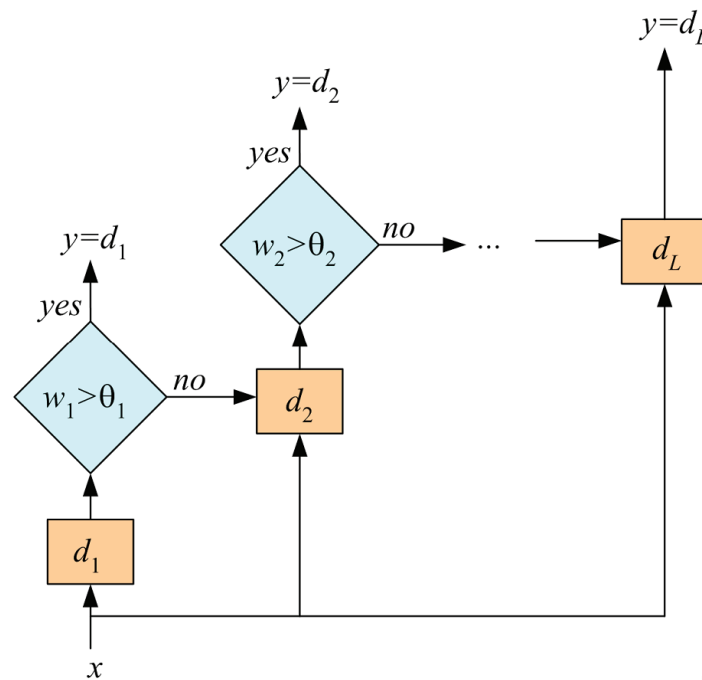 y=d_L
y=d_2
yes
w_2>θ_2
no
...
d_L
y=d_1
yes
w_1>θ_1
no
d_2
d_1
x